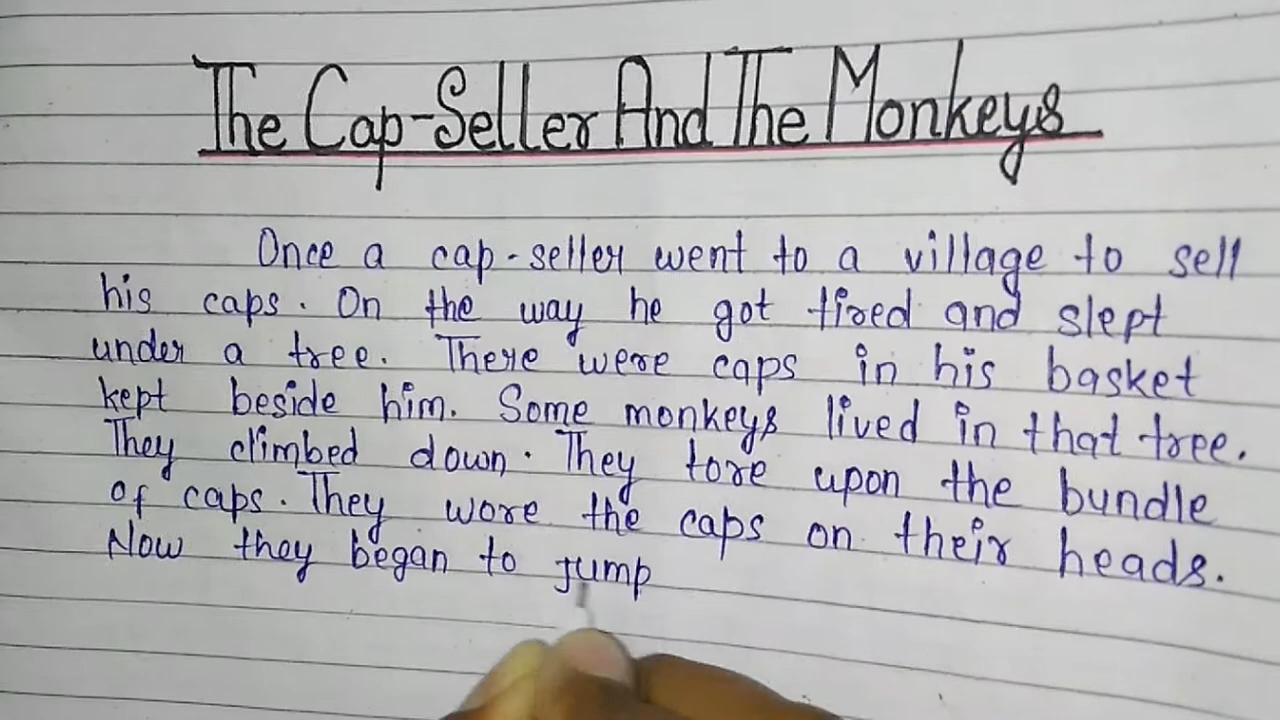 The Cap-Seller And The Monkeys
Once a cap-seller went to a village to sell
his caps. On the way he got tired and slept
under a tree. There were caps in his basket
kept beside him. Some monkeys lived in that tree.
They climbed down. They tore upon the bundle
of caps. They wore the caps on their heads.
Now they began to jump